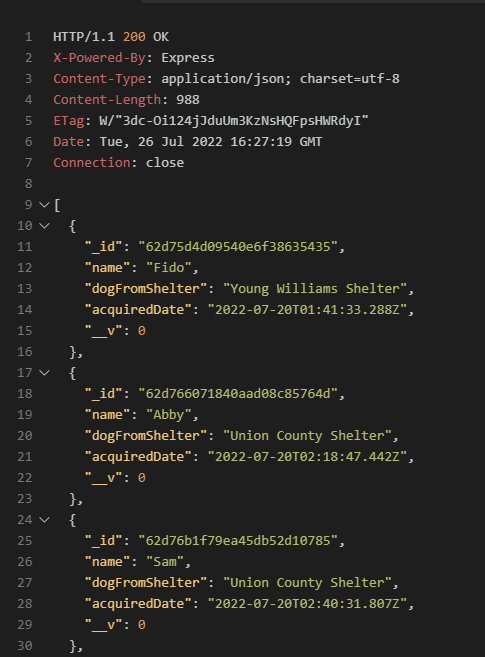 1 HTTP/1.1 200 OK
2 X-Powered-By: Express
3 Content-Type: application/json; charset=utf-8
4 Content-Length: 988
5 ETag: W/"3dc-Oi124jJduUm3KzNsHQFpsHWRdyI"
6 Date: Tue, 26 Jul 2022 16:27:19 GMT
7 Connection: close
8
9 [
10 {
11 "_id": "62d75d4d09540e6f38635435",
12 "name": "Fido",
13 "dogFromShelter": "Young Williams Shelter",
14 "acquiredDate": "2022-07-20T01:41:33.288Z",
15 "__v": 0
16 },
17 {
18 "_id": "62d766071840aad08c85764d",
19 "name": "Abby",
20 "dogFromShelter": "Union County Shelter",
21 "acquiredDate": "2022-07-20T02:18:47.442Z",
22 "__v": 0
23 },
24 {
25 "_id": "62d76b1f79ea45db52d10785",
26 "name": "Sam",
27 "dogFromShelter": "Union County Shelter",
28 "acquiredDate": "2022-07-20T02:40:31.807Z",
29 "__v": 0
30 },